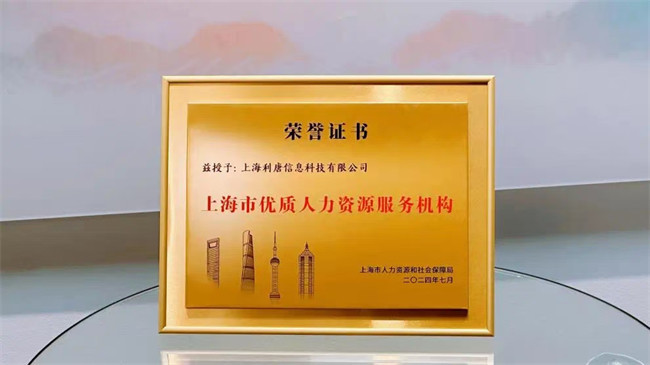 荣誉证书
兹授予：上海利唐信息科技有限公司
上海市优质人力资源服务机构
上海市人力资源和社会保障局
二〇二四年七月